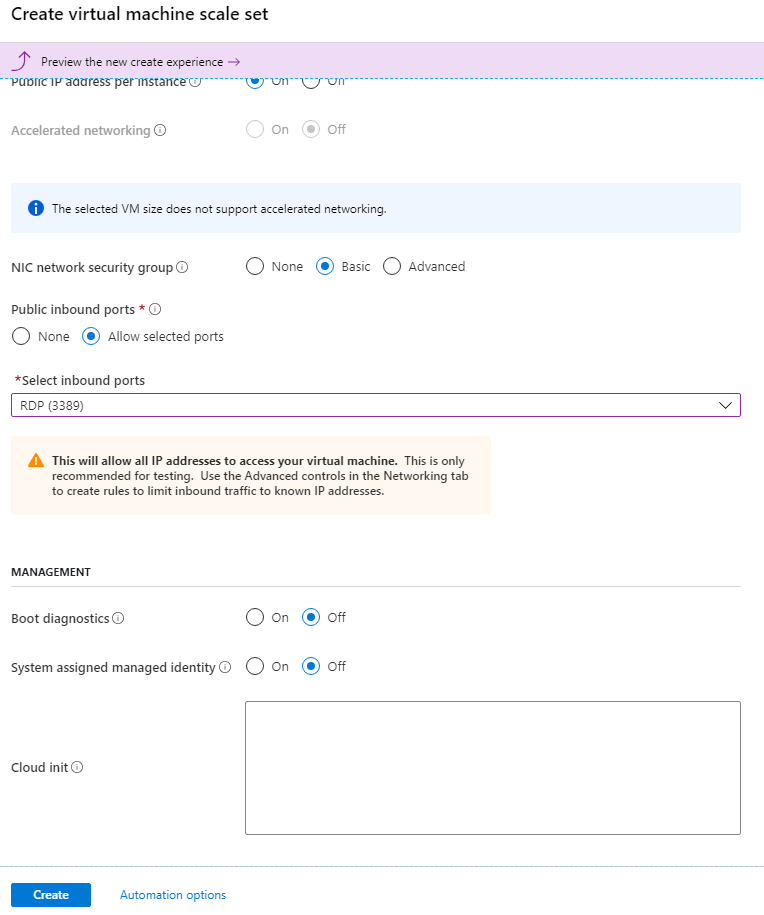 Create virtual machine scale set
Preview the new create experience →
Public IP address per instance On Off
Accelerated networking On Off
The selected VM size does not support accelerated networking.
NIC network security group None Basic Advanced
Public inbound ports *
None Allow selected ports
*Select inbound ports
RDP (3389)
This will allow all IP addresses to access your virtual machine. This is only
recommended for testing. Use the Advanced controls in the Networking tab
to create rules to limit inbound traffic to known IP addresses.
MANAGEMENT
Boot diagnostics On Off
System assigned managed identity On Off
Cloud init
Create Automation options